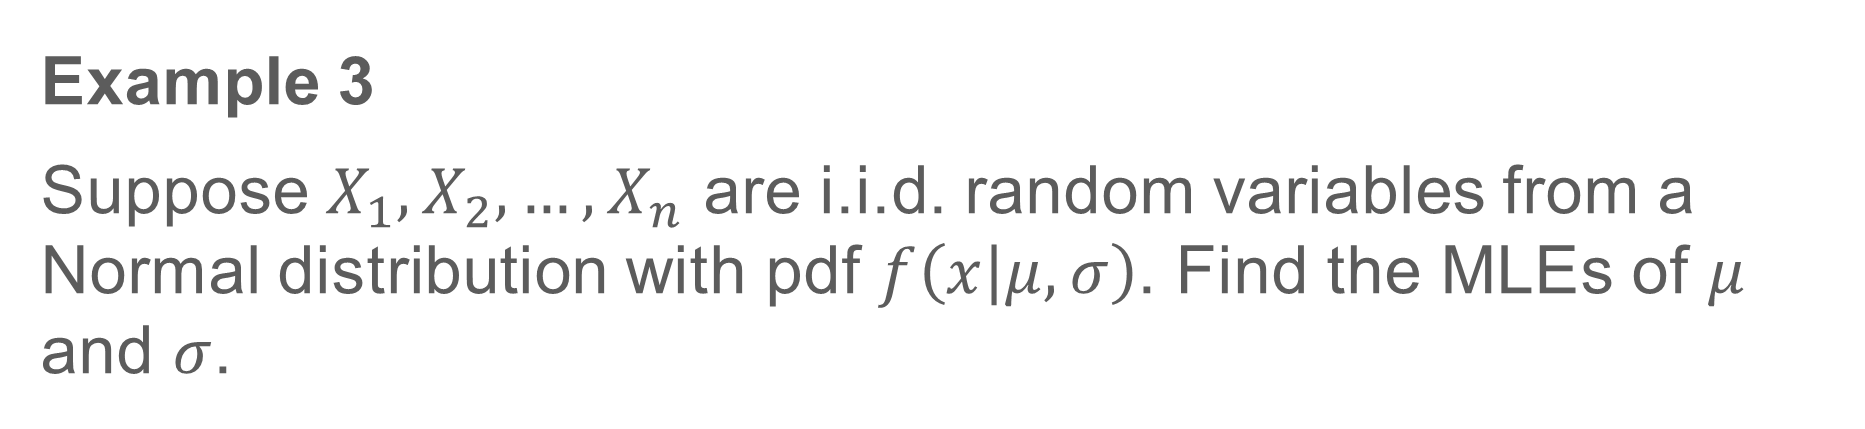 Example 3
Suppose 𝑋₁, 𝑋₂, … , 𝑋ₙ are i.i.d. random variables from a
Normal distribution with pdf 𝑓(𝑥|𝜇, 𝜎). Find the MLEs of 𝜇
and 𝜎.